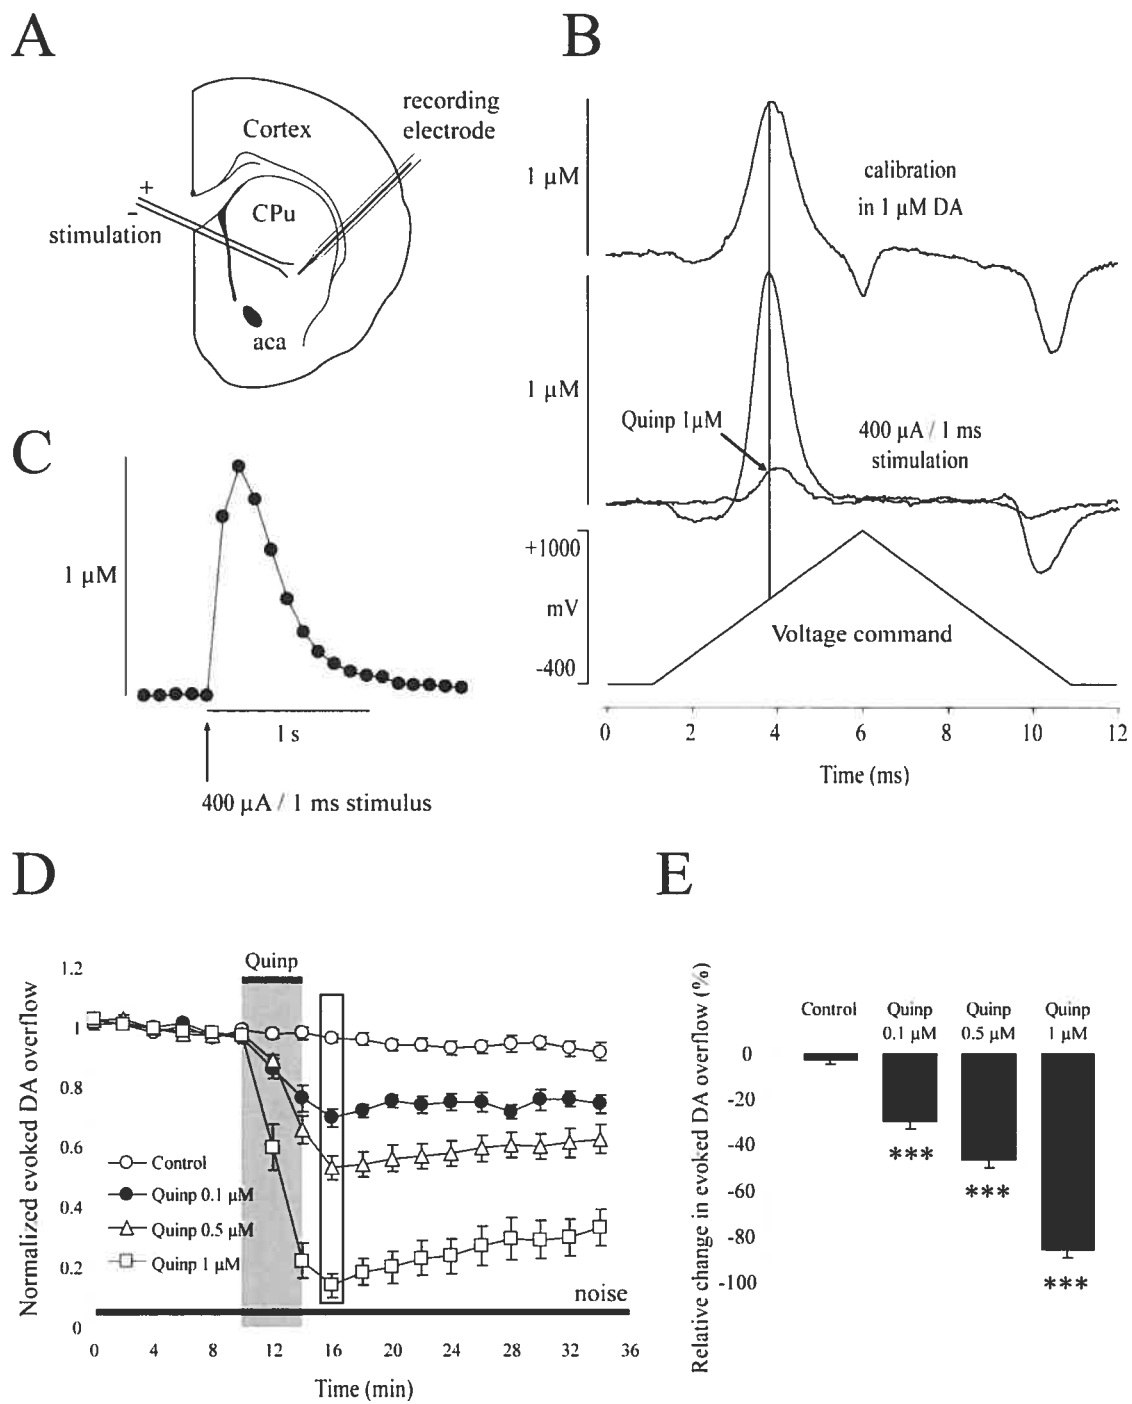 A
recording
electrode
Cortex
+
-
stimulation
CPu
aca
B
1 µM
calibration
in 1 µM DA
1 µM
Quinp 1µM
400 µA / 1 ms
stimulation
+1000
mV
-400
Voltage command
0 2 4 6 8 10 12
Time (ms)
C
1 µM
1 s
400 µA / 1 ms stimulus
D
Quinp
Normalized evoked DA overflow
1.2
1
0.8
0.6
0.4
0.2
0
Control
Quinp 0.1 µM
Quinp 0.5 µM
Quinp 1 µM
noise
0 4 8 12 16 20 24 28 32 36
Time (min)
E
Relative change in evoked DA overflow (%)
Control
Quinp
0.1 µM
Quinp
0.5 µM
Quinp
1 µM
0
-20
-40
-60
-80
-100
***
***
***